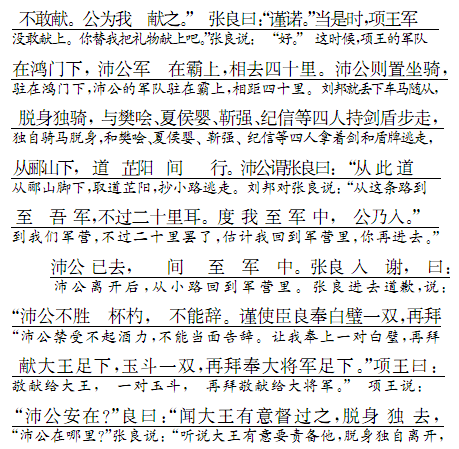 不敢献。公为我 献之。” 张良曰：“谨诺。”当是时，项王军
没敢献上。你替我把礼物献上吧。”张良说： “好。” 这时候，项王的军队
在鸿门下，沛公军 在霸上，相去四十里。沛公则置坐骑，
驻在鸿门下，沛公的军队驻在霸上，相距四十里。刘邦就丢下车马随从，
脱身独骑，与樊哙、夏侯婴、靳强、纪信等四人持剑盾步走，
独自骑马脱身，和樊哙、夏侯婴、靳强、纪信等四人拿着剑和盾牌逃走，
从郦山下，道 芷阳 间 行。沛公谓张良曰：“从 此 道
从郦山脚下，取道芷阳，抄小路逃走。刘邦对张良说：“从这条路到
至 吾 军，不过二十里耳。度 我 至 军 中，公乃入。”
到我们军营，不过二十里罢了，估计我回到军营里，你再进去。”
沛公 已去， 间 至 军 中。张良 入 谢，曰：
沛公离开后，从小路回到军营里。张良进去道歉，说：
“沛公不胜 杯杓，不能辞。谨使臣良奉白璧一双，再拜
“沛公禁受不起酒力，不能当面告辞。让我奉上一对白璧，再拜
献大王足下，玉斗一双，再拜奉大将军足下。”项王曰：
敬献给大王， 一对玉斗， 再拜敬献给大将军。” 项王说：
“沛公安在？”良曰：“闻大王有意督过之，脱身 独 去，
“沛公在哪里？”张良说：“听说大王有意要责备他，脱身独自离开，